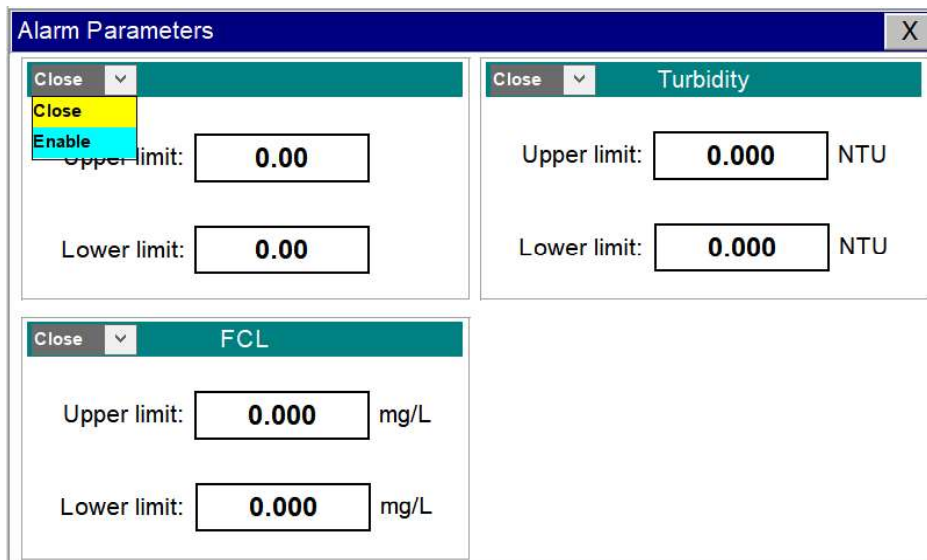 Alarm Parameters X
Close
Close
Enable
Upper limit: 0.00
Lower limit: 0.00
Close Turbidity
Upper limit: 0.000 NTU
Lower limit: 0.000 NTU
Close FCL
Upper limit: 0.000 mg/L
Lower limit: 0.000 mg/L